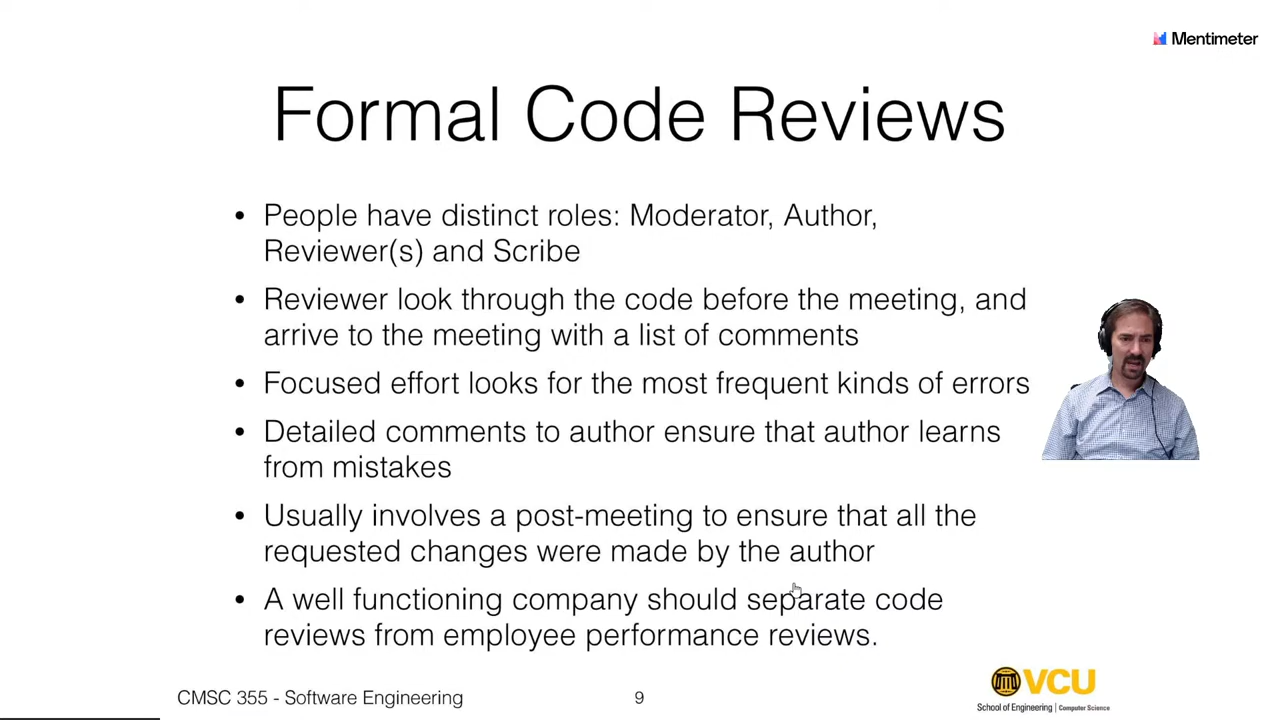 Mentimeter
Formal Code Reviews
• People have distinct roles: Moderator, Author,
Reviewer(s) and Scribe
• Reviewer look through the code before the meeting, and
arrive to the meeting with a list of comments
• Focused effort looks for the most frequent kinds of errors
• Detailed comments to author ensure that author learns
from mistakes
• Usually involves a post-meeting to ensure that all the
requested changes were made by the author
• A well functioning company should separate code
reviews from employee performance reviews.
CMSC 355 - Software Engineering
9
VCU
School of Engineering | Computer Science